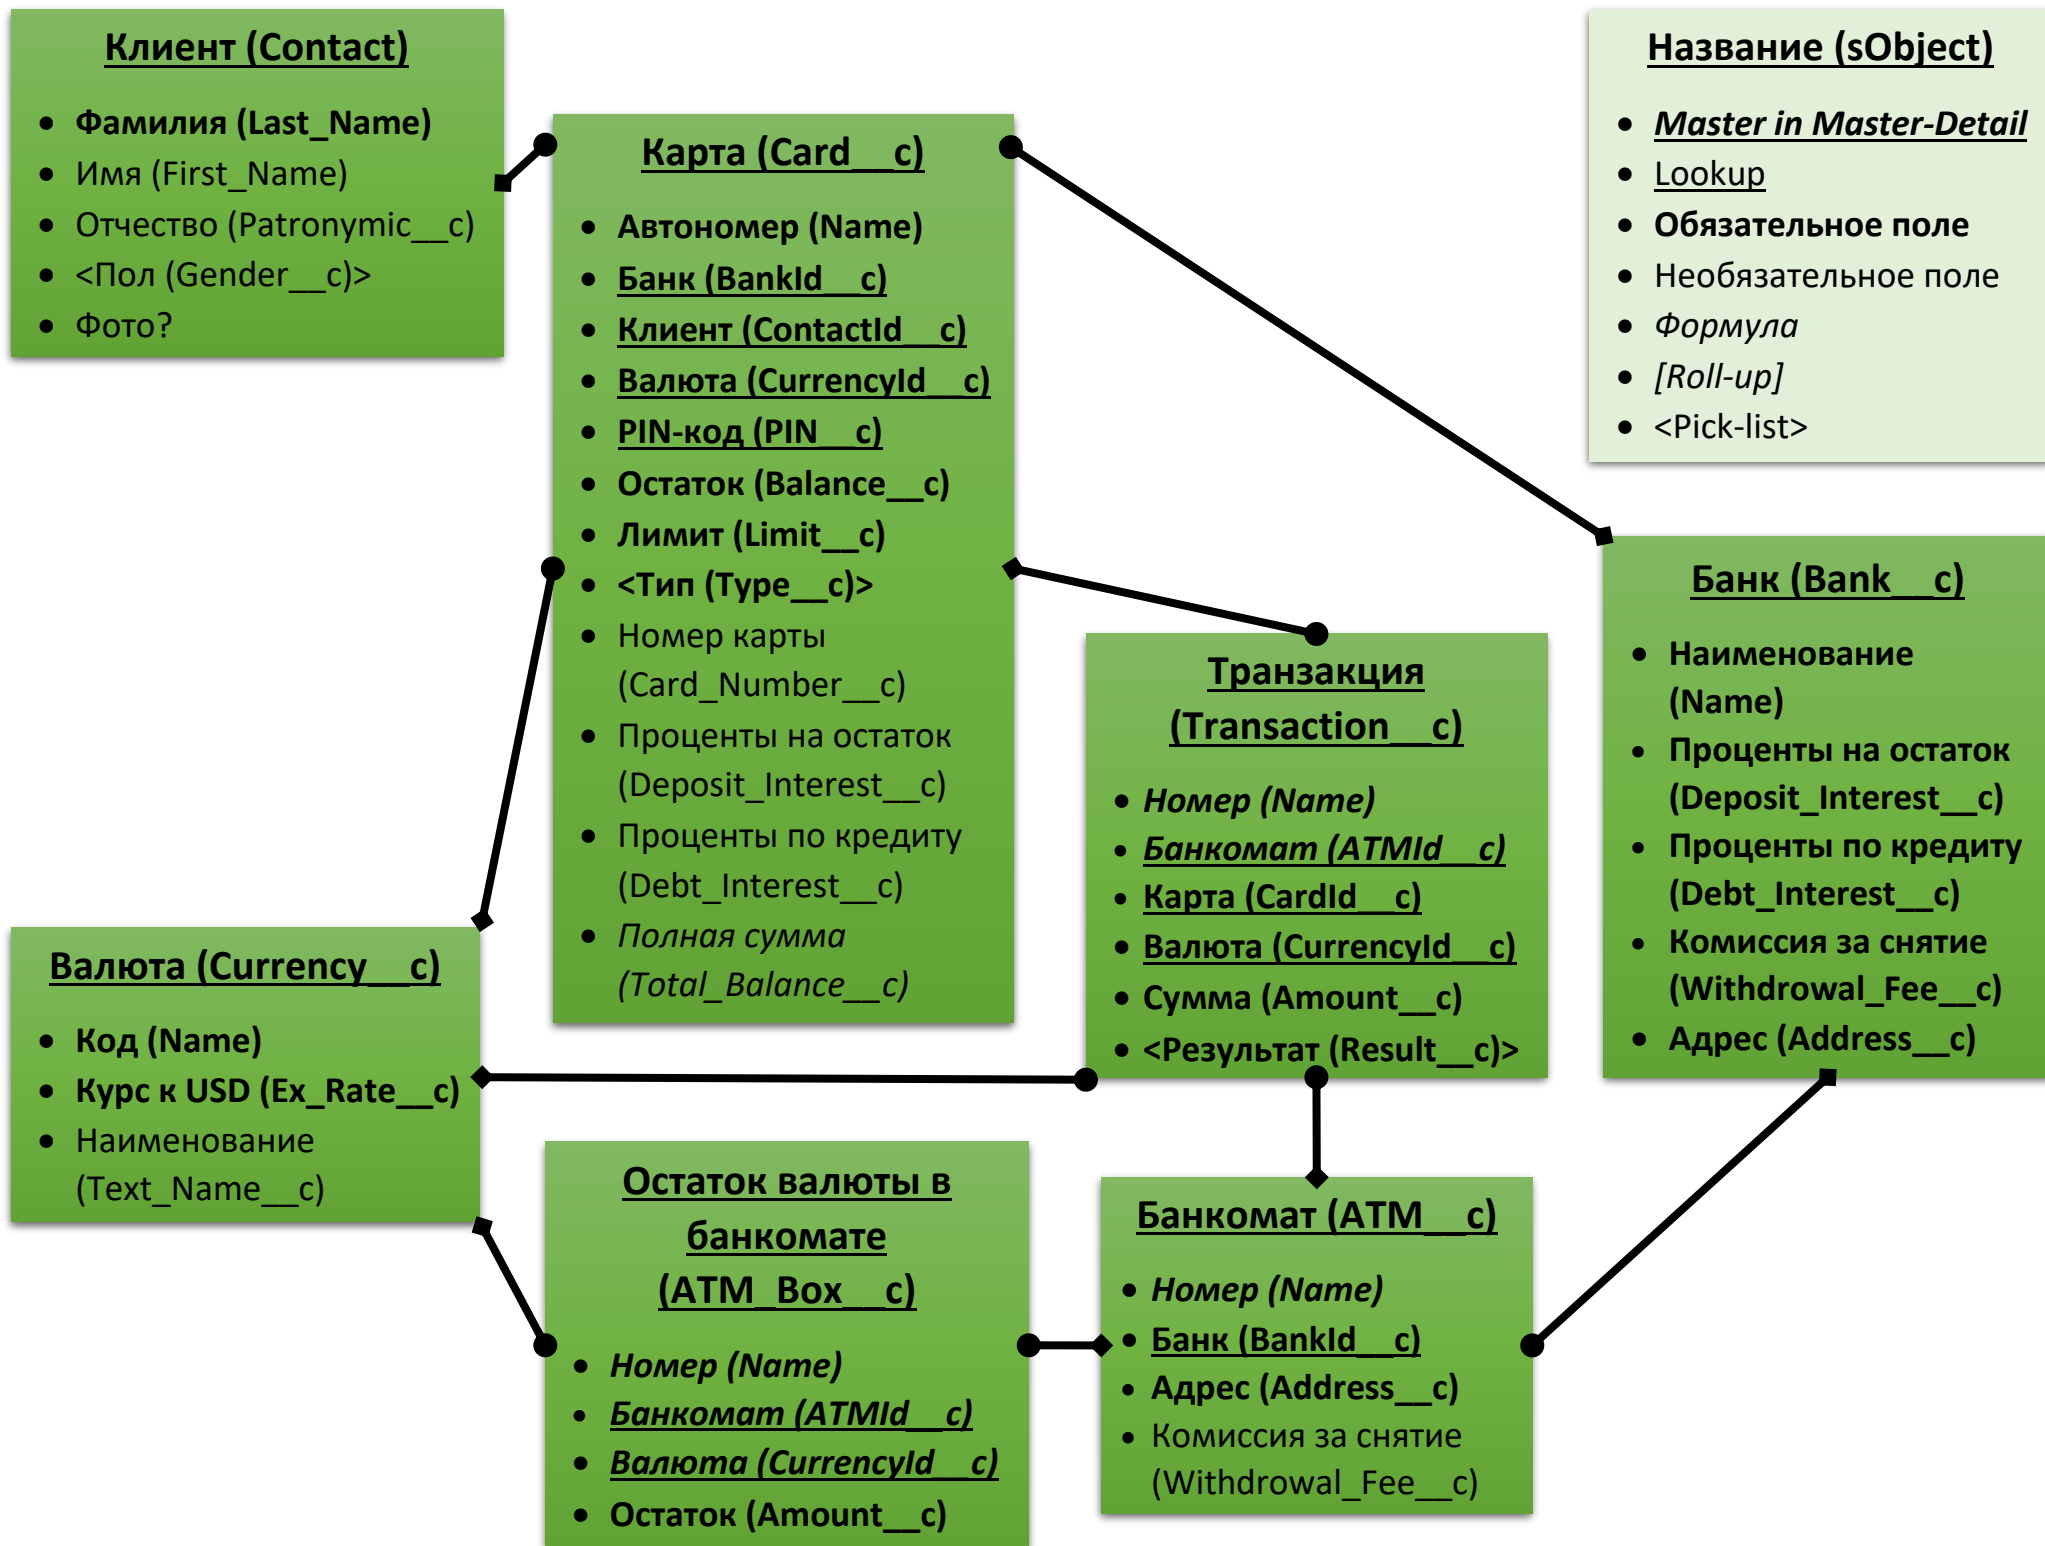 Клиент (Contact)
Фамилия (Last_Name)
Имя (First_Name)
Отчество (Patronymic__c)
<Пол (Gender__c)>
Фото?
Карта (Card__c)
Автономер (Name)
Банк (BankId__c)
Клиент (ContactId__c)
Валюта (CurrencyId__c)
PIN-код (PIN__c)
Остаток (Balance__c)
Лимит (Limit__c)
<Тип (Type__c)>
Номер карты
(Card_Number__c)
Проценты на остаток
(Deposit_Interest__c)
Проценты по кредиту
(Debt_Interest__c)
Полная сумма
(Total_Balance__c)
Название (sObject)
Master in Master-Detail
Lookup
Обязательное поле
Необязательное поле
Формула
[Roll-up]
<Pick-list>
Банк (Bank__c)
Наименование
(Name)
Проценты на остаток
(Deposit_Interest__c)
Проценты по кредиту
(Debt_Interest__c)
Комиссия за снятие
(Withdrowal_Fee__c)
Адрес (Address__c)
Транзакция
(Transaction__c)
Номер (Name)
Банкомат (ATMId__c)
Карта (CardId__c)
Валюта (CurrencyId__c)
Сумма (Amount__c)
<Результат (Result__c)>
Валюта (Currency__c)
Код (Name)
Курс к USD (Ex_Rate__c)
Наименование
(Text_Name__c)
Остаток валюты в
банкомате
(ATM_Box__c)
Номер (Name)
Банкомат (ATMId__c)
Валюта (CurrencyId__c)
Остаток (Amount__c)
Банкомат (ATM__c)
Номер (Name)
Банк (BankId__c)
Адрес (Address__c)
Комиссия за снятие
(Withdrowal_Fee__c)